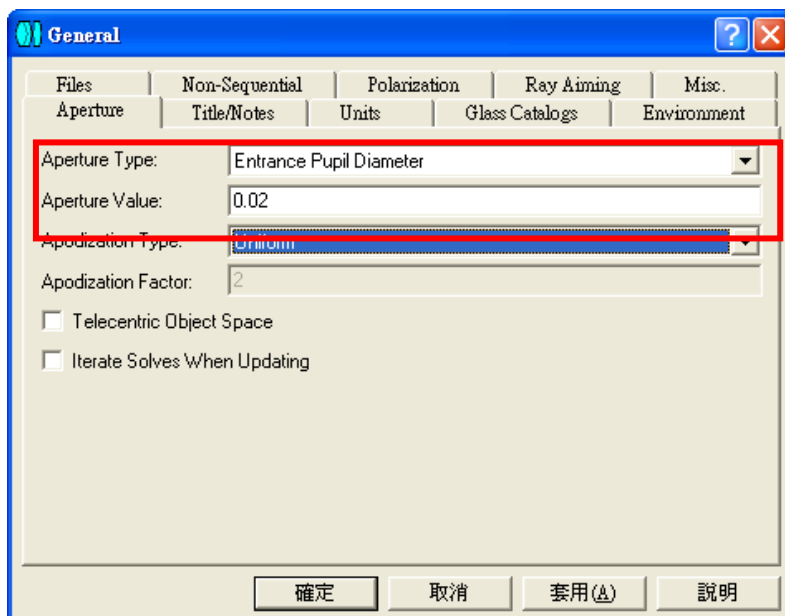 General
Files Non-Sequential Polarization Ray Aiming Misc.
Aperture Title/Notes Units Glass Catalogs Environment
Aperture Type: Entrance Pupil Diameter
Aperture Value: 0.02
Apodization Type: Uniform
Apodization Factor: 2
Telecentric Object Space
Iterate Solves When Updating
確定 取消 套用(A) 說明